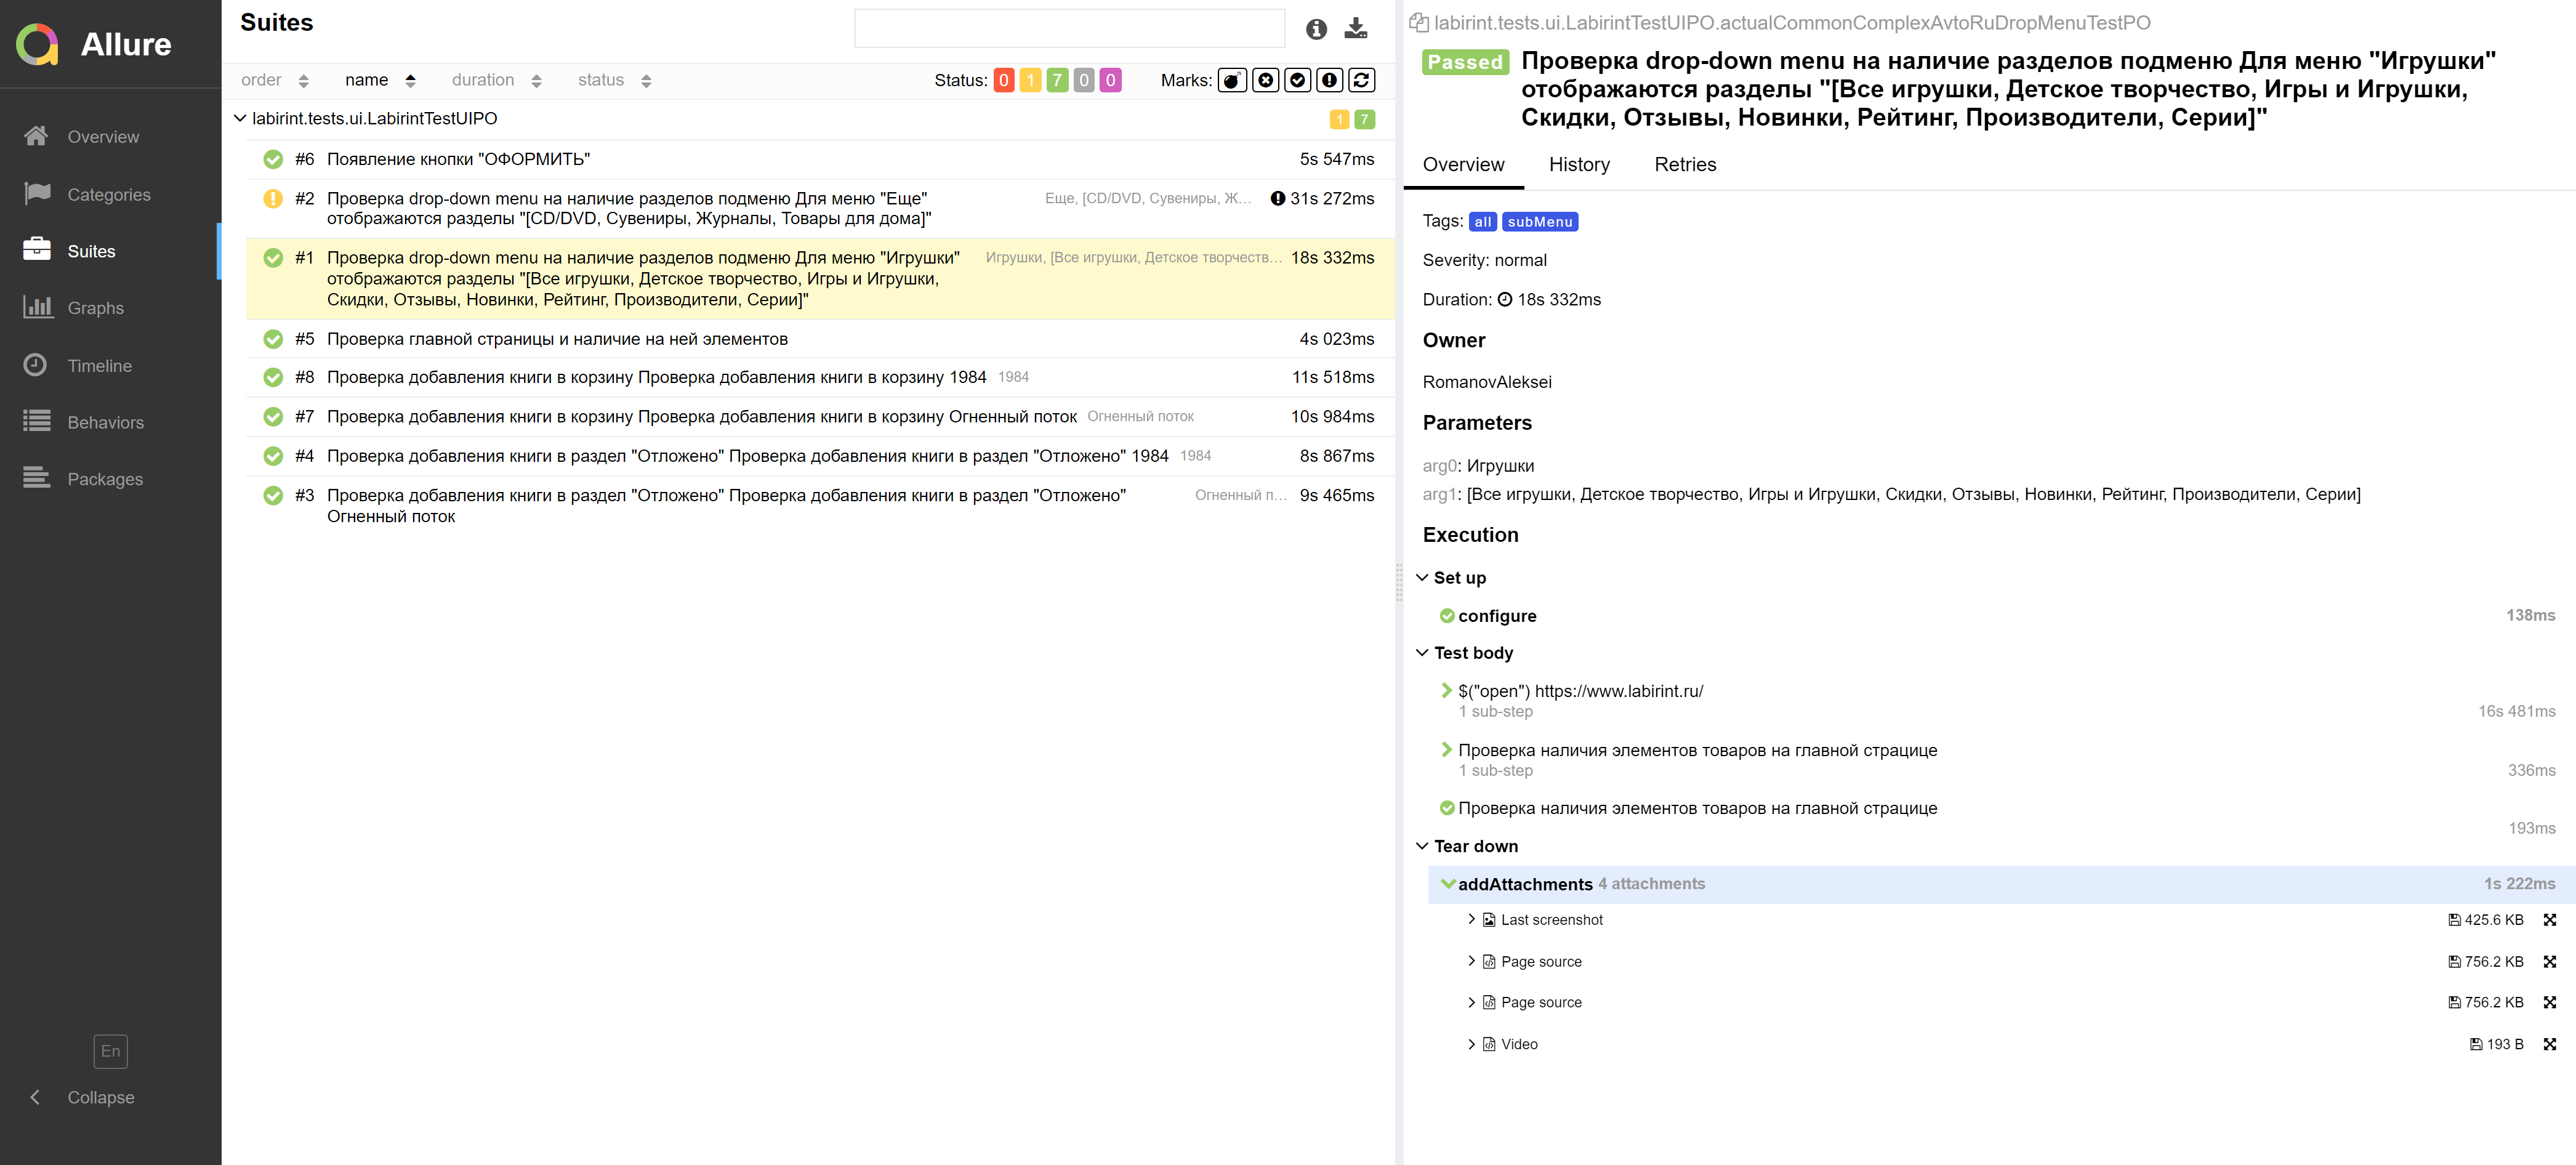 Allure
Overview
Categories
Suites
Graphs
Timeline
Behaviors
Packages
En
Collapse
Suites
order name duration status Status: 0 1 7 0 0 Marks:
labirint.tests.ui.LabirintTestUIPO 1 7
#6 Появление кнопки "ОФОРМИТЬ" 5s 547ms
#2 Проверка drop-down menu на наличие разделов подменю Для меню "Еще" Еще, [CD/DVD, Сувениры, Ж... 31s 272ms
отображаются разделы "[CD/DVD, Сувениры, Журналы, Товары для дома]"
#1 Проверка drop-down menu на наличие разделов подменю Для меню "Игрушки" Игрушки, [Все игрушки, Детское творчеств... 18s 332ms
отображаются разделы "[Все игрушки, Детское творчество, Игры и Игрушки,
Скидки, Отзывы, Новинки, Рейтинг, Производители, Серии]"
#5 Проверка главной страницы и наличие на ней элементов 4s 023ms
#8 Проверка добавления книги в корзину Проверка добавления книги в корзину 1984 1984 11s 518ms
#7 Проверка добавления книги в корзину Проверка добавления книги в корзину Огненный поток Огненный поток 10s 984ms
#4 Проверка добавления книги в раздел "Отложено" Проверка добавления книги в раздел "Отложено" 1984 1984 8s 867ms
#3 Проверка добавления книги в раздел "Отложено" Проверка добавления книги в раздел "Отложено" Огненный п... 9s 465ms
Огненный поток
labirint.tests.ui.LabirintTestUIPO.actualCommonComplexAvtoRuDropMenuTestPO
Passed Проверка drop-down menu на наличие разделов подменю Для меню "Игрушки"
отображаются разделы "[Все игрушки, Детское творчество, Игры и Игрушки,
Скидки, Отзывы, Новинки, Рейтинг, Производители, Серии]"
Overview History Retries
Tags: all subMenu
Severity: normal
Duration: 18s 332ms
Owner
RomanovAleksei
Parameters
arg0: Игрушки
arg1: [Все игрушки, Детское творчество, Игры и Игрушки, Скидки, Отзывы, Новинки, Рейтинг, Производители, Серии]
Execution
Set up
configure 138ms
Test body
$("open") https://www.labirint.ru/
1 sub-step 16s 481ms
Проверка наличия элементов товаров на главной страцице
1 sub-step 336ms
Проверка наличия элементов товаров на главной страцице
193ms
Tear down
addAttachments 4 attachments 1s 222ms
Last screenshot 425.6 KB
Page source 756.2 KB
Page source 756.2 KB
Video 193 B